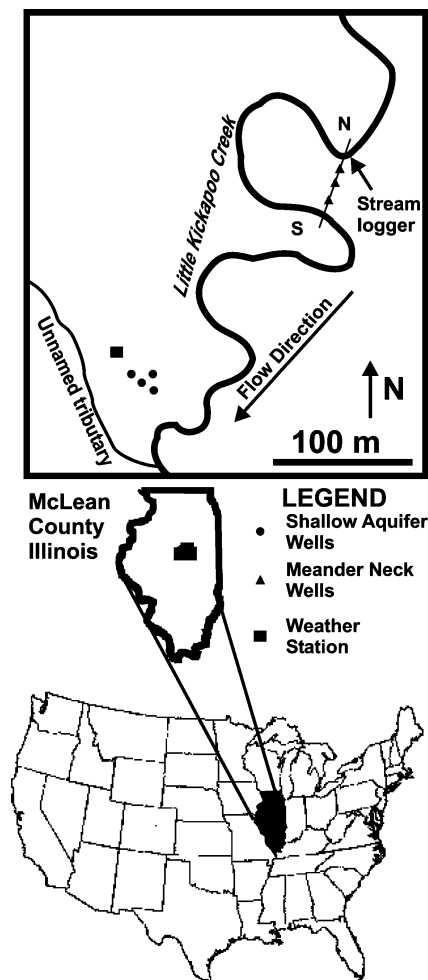 N
Little Kickapoo Creek
Stream
logger
S
Unnamed tributary
Flow Direction
N
100 m
McLean
County
Illinois
LEGEND
Shallow Aquifer
Wells
Meander Neck
Wells
Weather
Station